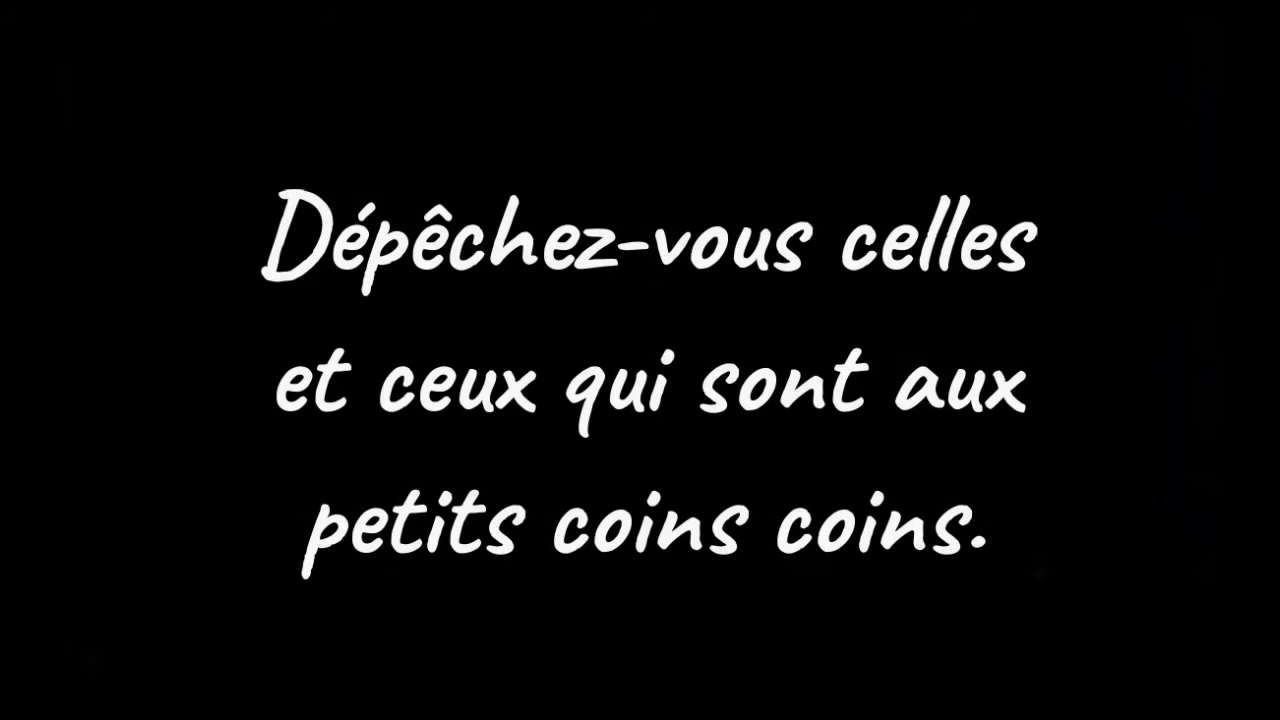 Dépêchez-vous celles
et ceux qui sont aux
petits coins coins.